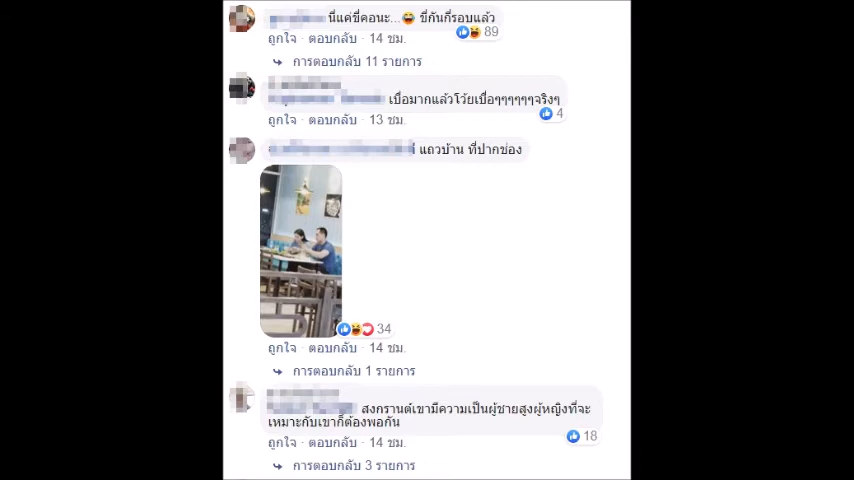 นี่แค่ขี่คอนะ...😂 ขี่กันกี่รอบแล้ว
89
ถูกใจ · ตอบกลับ · 14 ชม.
การตอบกลับ 11 รายการ
เบื่อมากแล้วโว้ยเบื่อๆๆๆๆๆๆจริงๆ
4
ถูกใจ · ตอบกลับ · 13 ชม.
แถวบ้าน ที่ปากช่อง
34
ถูกใจ · ตอบกลับ · 14 ชม.
การตอบกลับ 1 รายการ
สงกรานต์เขามีความเป็นผู้ชายสูงผู้หญิงที่จะ
เหมาะกับเขาก็ต้องพอกัน
18
ถูกใจ · ตอบกลับ · 14 ชม.
การตอบกลับ 3 รายการ